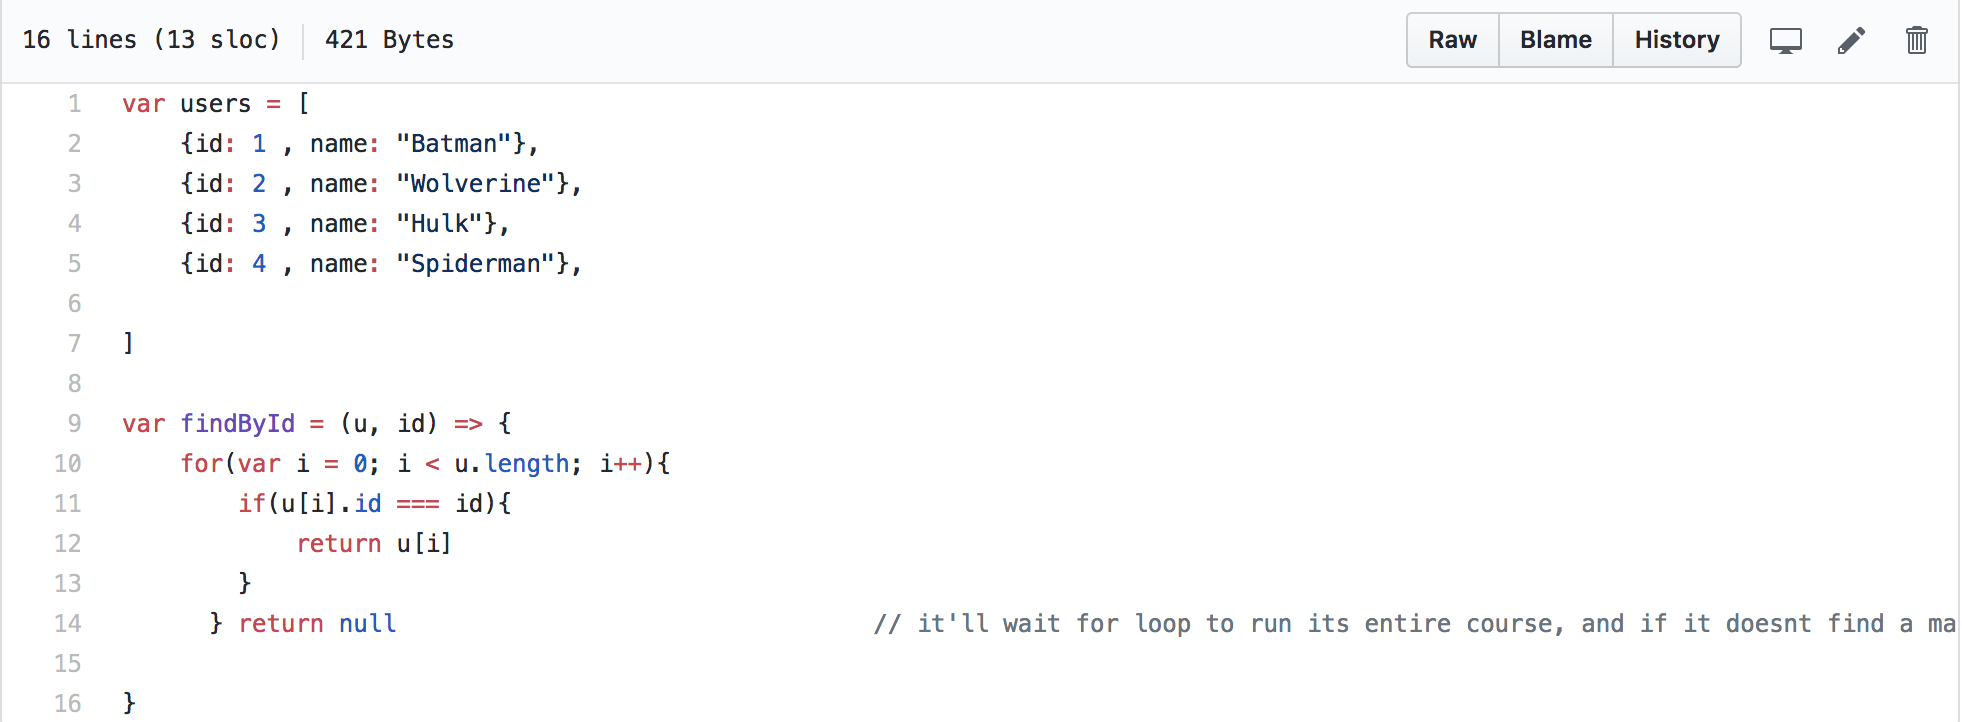 16 lines (13 sloc) 421 Bytes Raw Blame History
1 var users = [
2 {id: 1 , name: "Batman"},
3 {id: 2 , name: "Wolverine"},
4 {id: 3 , name: "Hulk"},
5 {id: 4 , name: "Spiderman"},
6
7 ]
8
9 var findById = (u, id) => {
10 for(var i = 0; i < u.length; i++){
11 if(u[i].id === id){
12 return u[i]
13 }
14 } return null // it'll wait for loop to run its entire course, and if it doesnt find a ma
15
16 }